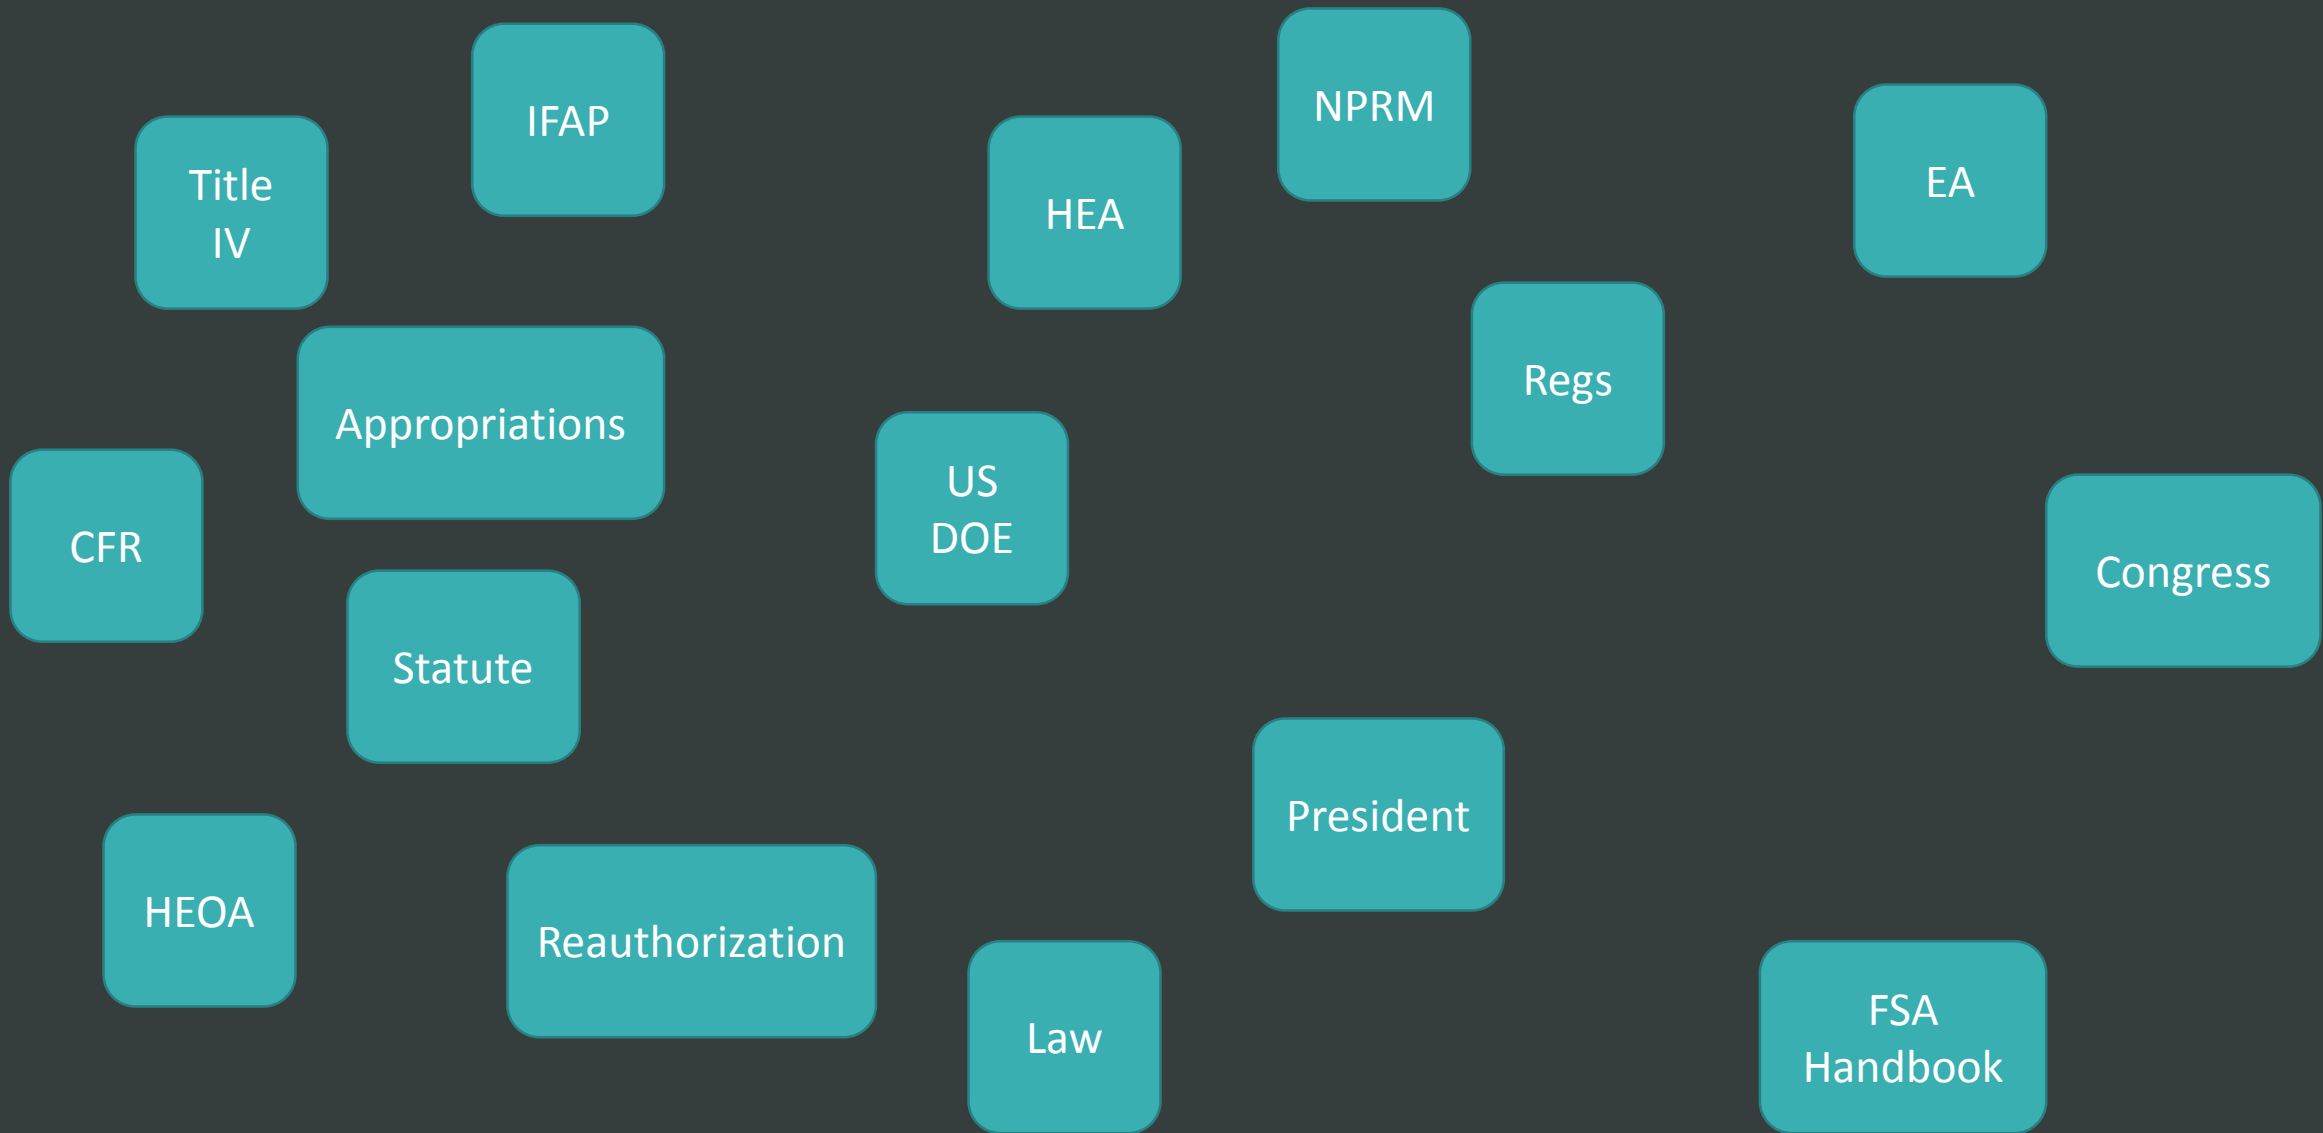 IFAP
NPRM
Title
IV
HEA
EA
Appropriations
Regs
US
DOE
CFR
Congress
Statute
President
HEOA
Reauthorization
Law
FSA
Handbook